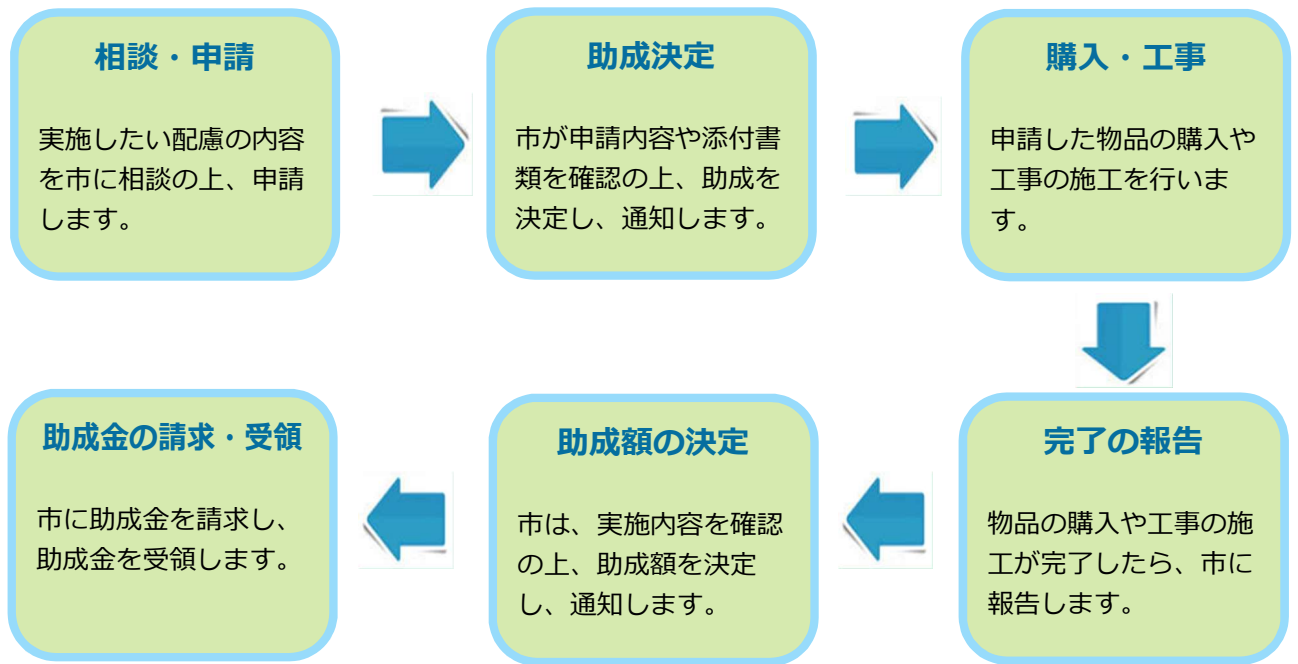 相談・申請
実施したい配慮の内容
を市に相談の上、申請
します。
助成決定
市が申請内容や添付書
類を確認の上、助成を
決定し、通知します。
購入・工事
申請した物品の購入や
工事の施工を行いま
す。
完了の報告
物品の購入や工事の施
工が完了したら、市に
報告します。
助成額の決定
市は、実施内容を確認
の上、助成額を決定
し、通知します。
助成金の請求・受領
市に助成金を請求し、
助成金を受領します。